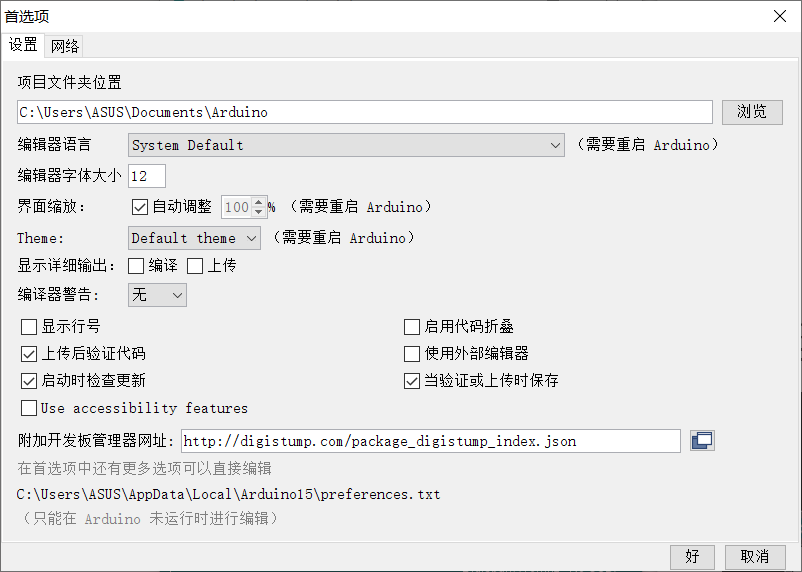 首选项
设置 网络
项目文件夹位置
C:\Users\ASUS\Documents\Arduino 浏览
编辑器语言 System Default （需要重启 Arduino）
编辑器字体大小 12
界面缩放： 自动调整 100 % （需要重启 Arduino）
Theme: Default theme （需要重启 Arduino）
显示详细输出： 编译 上传
编译器警告: 无
显示行号 启用代码折叠
上传后验证代码 使用外部编辑器
启动时检查更新 当验证或上传时保存
Use accessibility features
附加开发板管理器网址: http://digistump.com/package_digistump_index.json
在首选项中还有更多选项可以直接编辑
C:\Users\ASUS\AppData\Local\Arduino15\preferences.txt
（只能在 Arduino 未运行时进行编辑）
好 取消